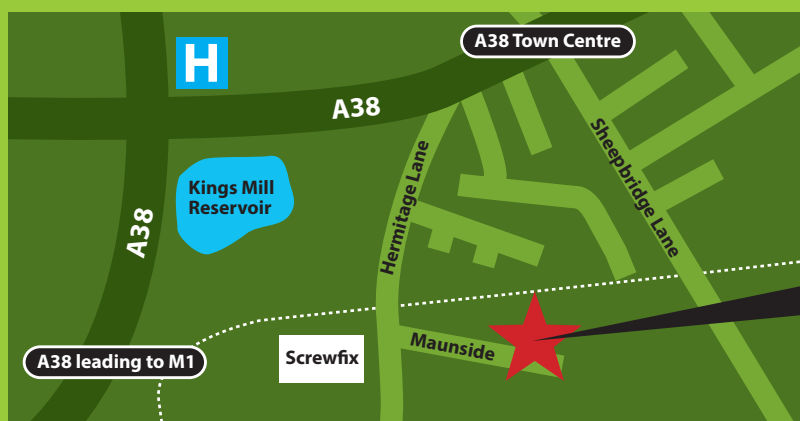 A38 Town Centre
H
A38
Sheepbridge Lane
Hermitage Lane
Kings Mill
Reservoir
A38
A38 leading to M1
Screwfix
Maunside